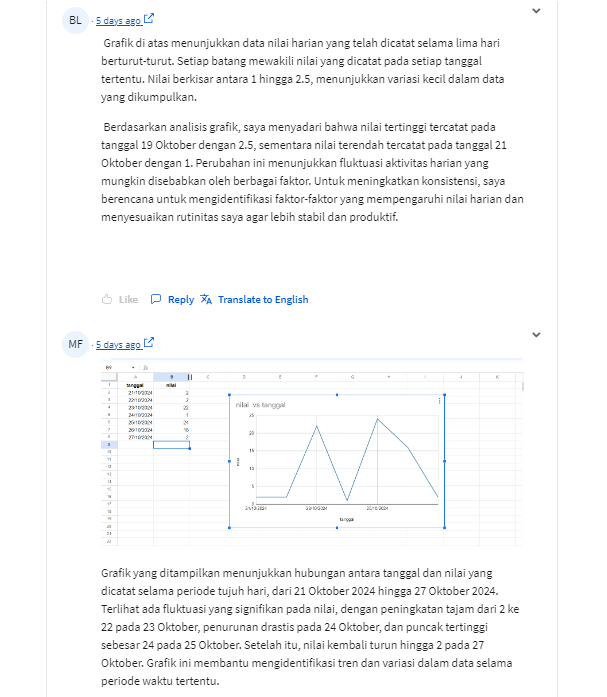 BL · 5 days ago
Grafik di atas menunjukkan data nilai harian yang telah dicatat selama lima hari
berturut-turut. Setiap batang mewakili nilai yang dicatat pada setiap tanggal
tertentu. Nilai berkisar antara 1 hingga 2.5, menunjukkan variasi kecil dalam data
yang dikumpulkan.
Berdasarkan analisis grafik, saya menyadari bahwa nilai tertinggi tercatat pada
tanggal 19 Oktober dengan 2.5, sementara nilai terendah tercatat pada tanggal 21
Oktober dengan 1. Perubahan ini menunjukkan fluktuasi aktivitas harian yang
mungkin disebabkan oleh berbagai faktor. Untuk meningkatkan konsistensi, saya
berencana untuk mengidentifikasi faktor-faktor yang mempengaruhi nilai harian dan
menyesuaikan rutinitas saya agar lebih stabil dan produktif.
Like Reply Translate to English
MF · 5 days ago
B9
A B C D E F G H I J K
1 tanggal nilai
2 21/10/2024 2
3 22/10/2024 2
4 23/10/2024 22
5 24/10/2024 1
6 25/10/2024 24
7 26/10/2024 16
8 27/10/2024 2
nilai vs tanggal
25
20
15
10
5
0
nilai
21/10/2024 23/10/2024 25/10/2024
tanggal
Grafik yang ditampilkan menunjukkan hubungan antara tanggal dan nilai yang
dicatat selama periode tujuh hari, dari 21 Oktober 2024 hingga 27 Oktober 2024.
Terlihat ada fluktuasi yang signifikan pada nilai, dengan peningkatan tajam dari 2 ke
22 pada 23 Oktober, penurunan drastis pada 24 Oktober, dan puncak tertinggi
sebesar 24 pada 25 Oktober. Setelah itu, nilai kembali turun hingga 2 pada 27
Oktober. Grafik ini membantu mengidentifikasi tren dan variasi dalam data selama
periode waktu tertentu.